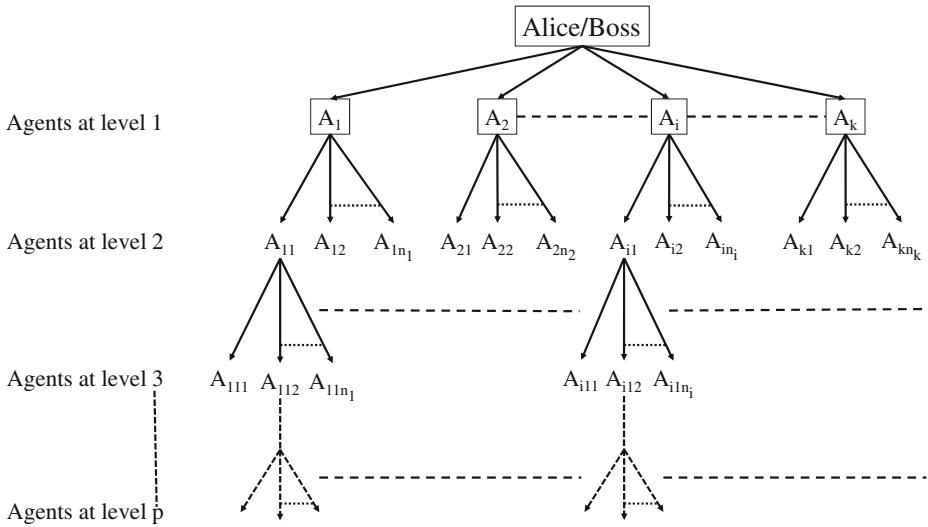 Alice/Boss
Agents at level 1 A₁ A₂ Aᵢ Aₖ
Agents at level 2 A₁₁ A₁₂ A₁ₙ₁ A₂₁ A₂₂ A₂ₙ₂ Aᵢ₁ Aᵢ₂ Aᵢₙᵢ Aₖ₁ Aₖ₂ Aₖₙₖ
Agents at level 3 A₁₁₁ A₁₁₂ A₁₁ₙ₁ Aᵢ₁₁ Aᵢ₁₂ Aᵢ₁ₙᵢ
Agents at level p